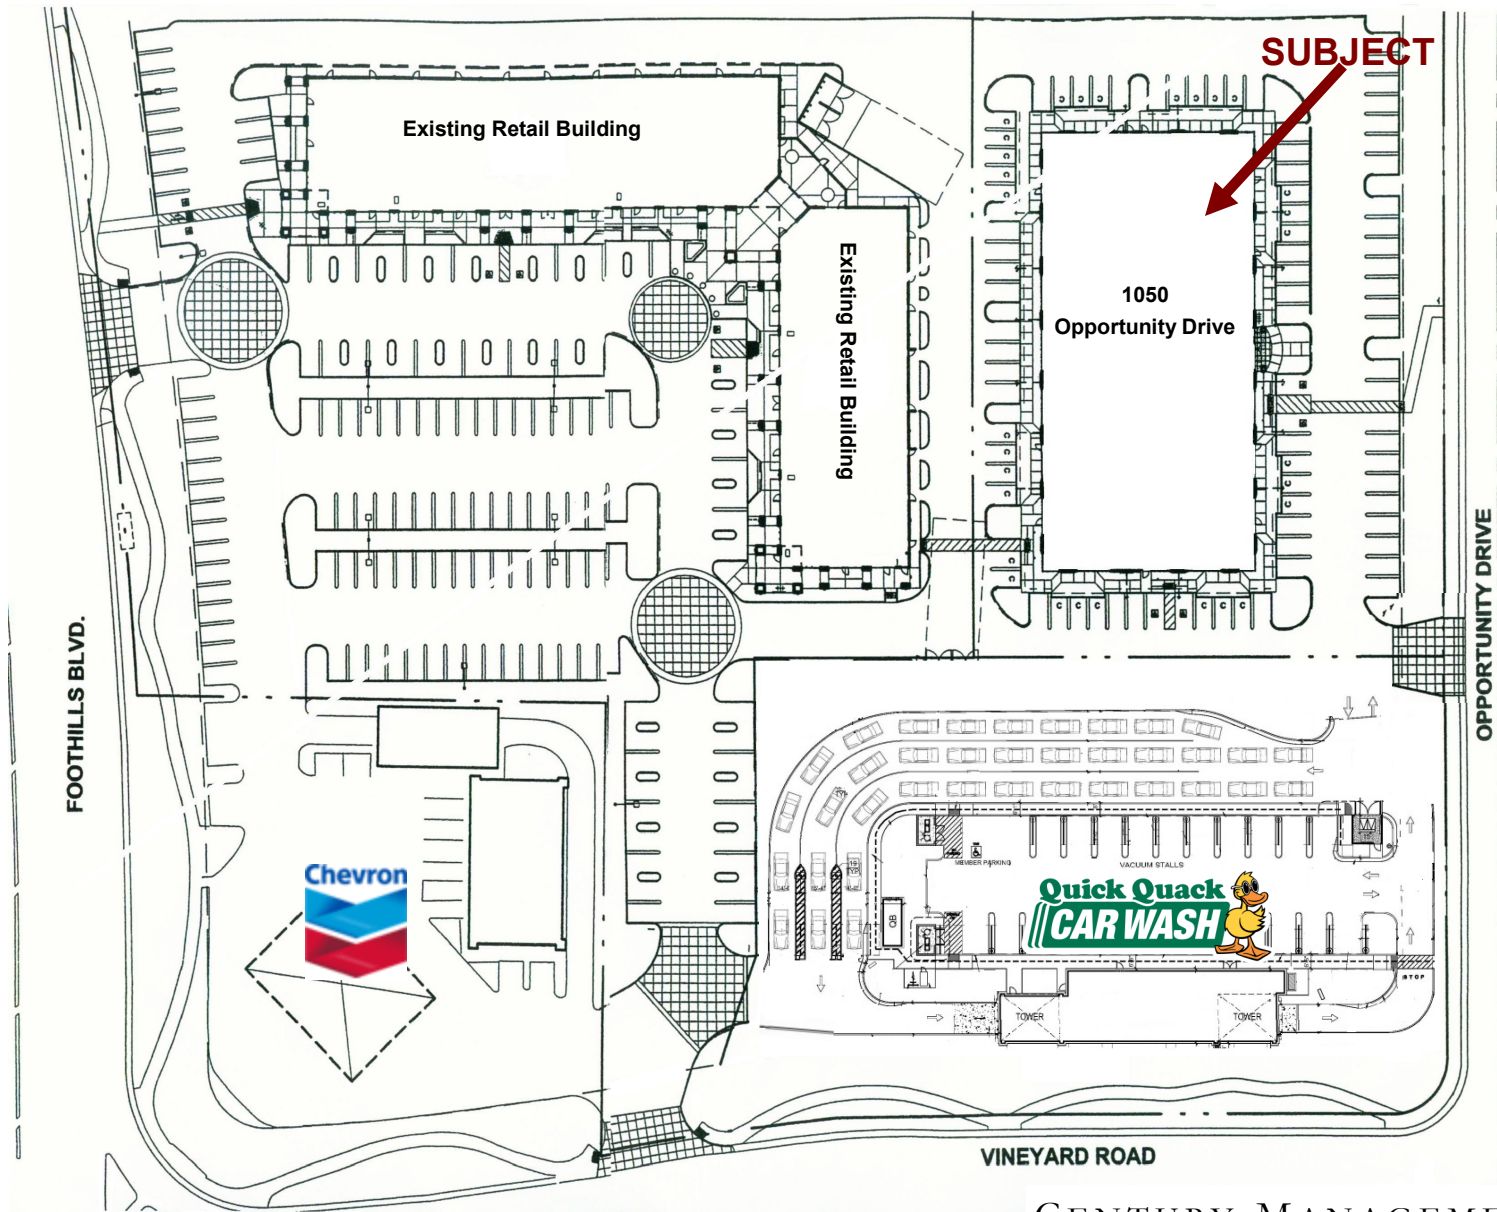 SUBJECT
Existing Retail Building
Existing Retail Building
1050
Opportunity Drive
FOOTHILLS BLVD.
OPPORTUNITY DRIVE
Chevron
MEMBER PARKING
VACUUM STALLS
Quick Quack
CAR WASH
STOP
TOWER
TOWER
VINEYARD ROAD